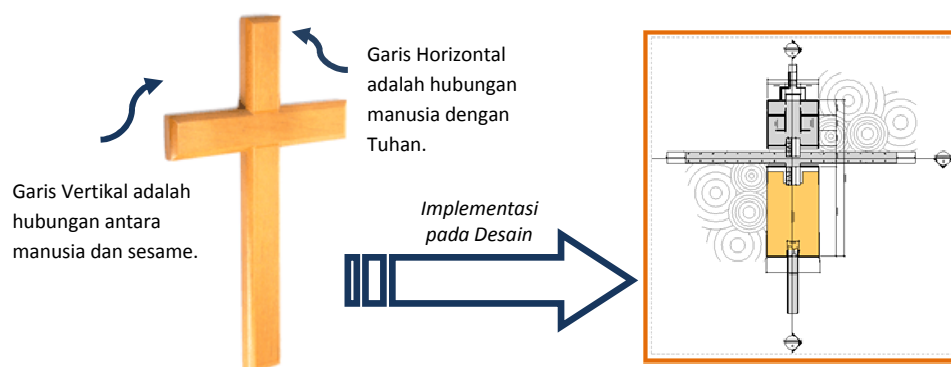 Garis Horizontal
adalah hubungan
manusia dengan
Tuhan.
Garis Vertikal adalah
hubungan antara
manusia dan sesame.
Implementasi
pada Desain